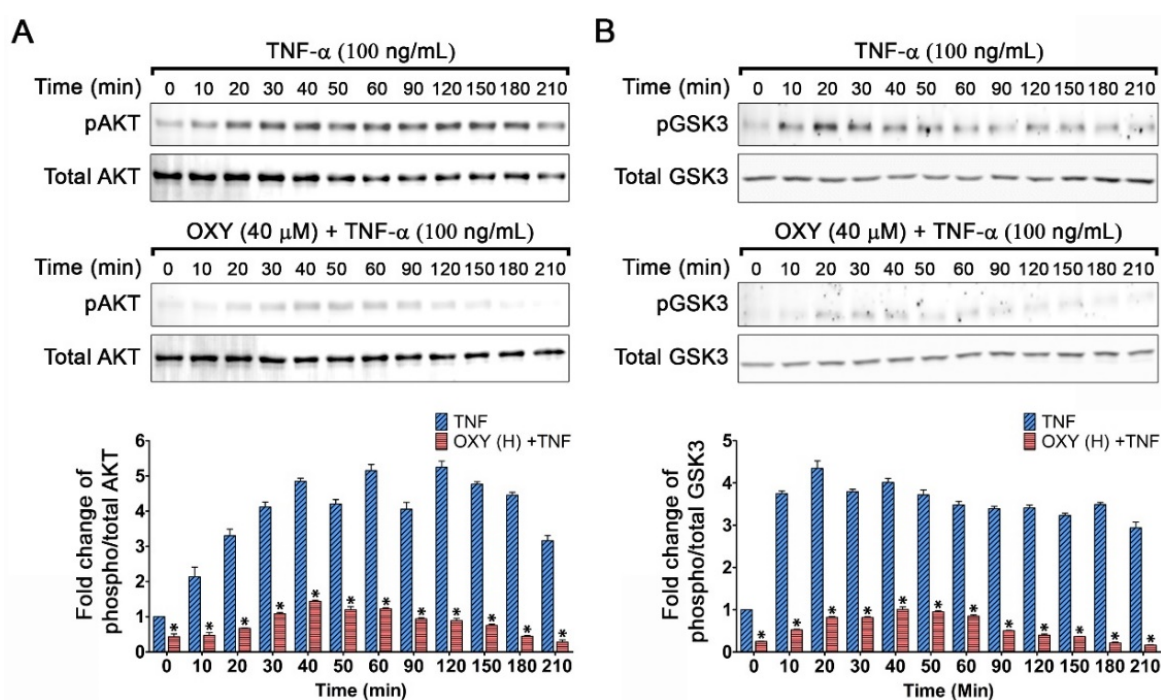 A
TNF-α (100 ng/mL)
Time (min) 0 10 20 30 40 50 60 90 120 150 180 210
pAKT
Total AKT
OXY (40 μM) + TNF-α (100 ng/mL)
Time (min) 0 10 20 30 40 50 60 90 120 150 180 210
pAKT
Total AKT
TNF
OXY (H) +TNF
Fold change of
phospho/total AKT
6
5
4
3
2
1
0
* * * * * * * * * * * *
0 10 20 30 40 50 60 90 120 150 180 210
Time (min)
B
TNF-α (100 ng/mL)
Time (min) 0 10 20 30 40 50 60 90 120 150 180 210
pGSK3
Total GSK3
OXY (40 μM) + TNF-α (100 ng/mL)
Time (min) 0 10 20 30 40 50 60 90 120 150 180 210
pGSK3
Total GSK3
TNF
OXY (H) +TNF
Fold change of
phospho/total GSK3
5
4
3
2
1
0
* * * * * * * * * * * *
0 10 20 30 40 50 60 90 120 150 180 210
Time (Min)